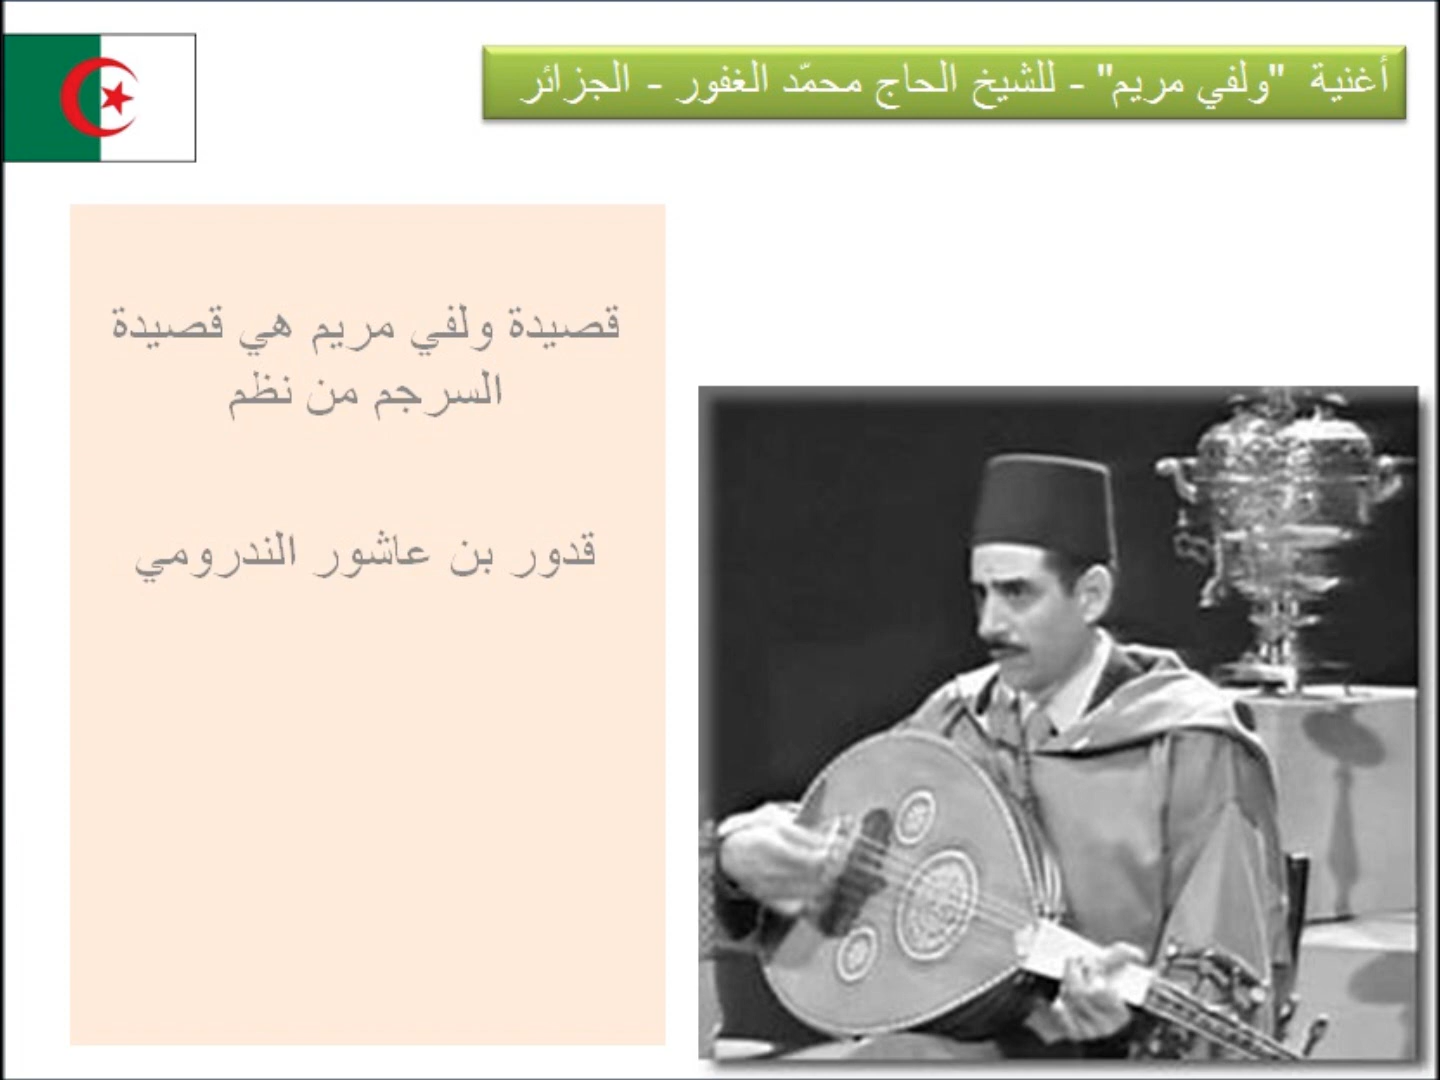 أغنية "ولفي مريم" - للشيخ الحاج محمّد الغفور - الجزائر
قصيدة ولفي مريم هي قصيدة
السرجم من نظم
قدور بن عاشور الندرومي